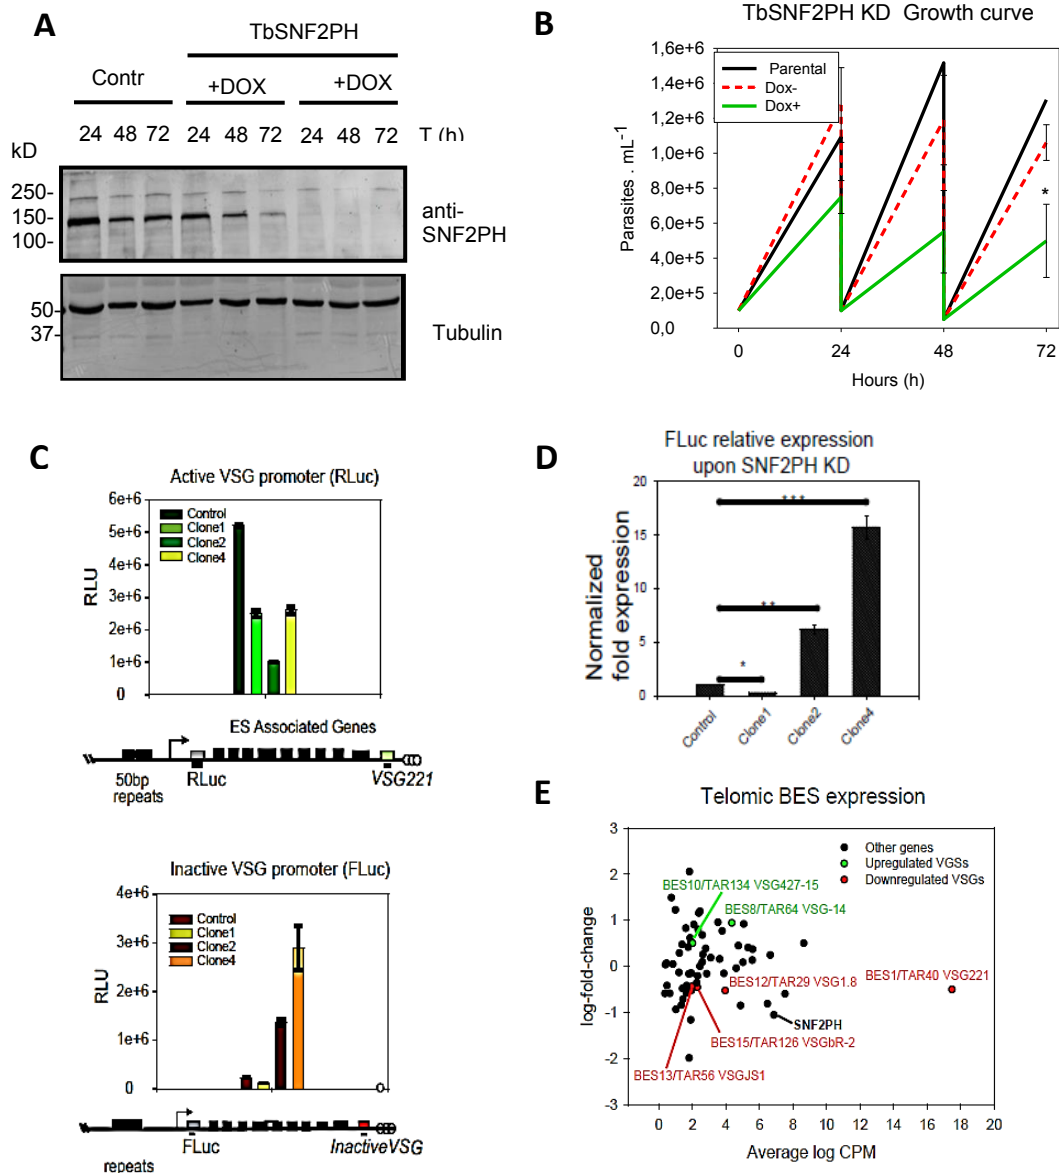 A
TbSNF2PH
Contr
+DOX
+DOX
24 48 72 24 48 72 24 48 72 T (h)
kD
250-
150-
100-
anti-
SNF2PH
50-
37-
Tubulin
B
TbSNF2PH KD Growth curve
Parasites . mL-1
1,6e+6
1,4e+6
1,2e+6
1,0e+6
8,0e+5
6,0e+5
4,0e+5
2,0e+5
0,0
Parental
Dox-
Dox+
*
0 24 48 72
Hours (h)
C
Active VSG promoter (RLuc)
RLU
6e+6
5e+6
4e+6
3e+6
2e+6
1e+6
0
Control
Clone1
Clone2
Clone4
ES Associated Genes
50bp
repeats
RLuc
VSG221
Inactive VSG promoter (FLuc)
RLU
4e+6
3e+6
2e+6
1e+6
0
Control
Clone1
Clone2
Clone4
FLuc
InactiveVSG
repeats
D
FLuc relative expression
upon SNF2PH KD
Normalized
fold expression
20
15
10
5
0
***
**
*
Control
Clone1
Clone2
Clone4
E
Telomic BES expression
log-fold-change
3
2
1
0
-1
-2
-3
Other genes
Upregulated VGSs
Downregulated VSGs
BES10/TAR134 VSG427-15
BES8/TAR64 VSG-14
BES12/TAR29 VSG1.8
BES1/TAR40 VSG221
SNF2PH
BES15/TAR126 VSGbR-2
BES13/TAR56 VSGJS1
0 2 4 6 8 10 12 14 16 18 20
Average log CPM